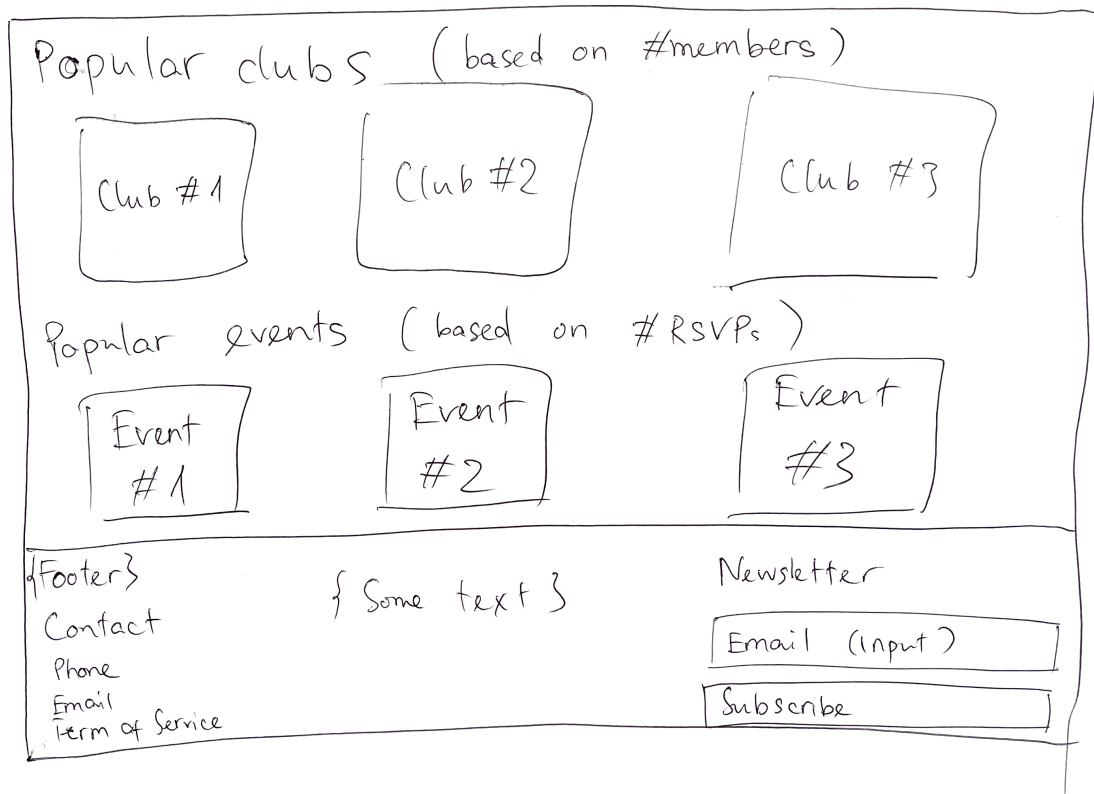 Popular clubs (based on #members)
Club #1
Club #2
Club #3
Popular events (based on #RSVPs)
Event
#1
Event
#2
Event
#3
{Footer}
Contact
Phone
Email
Term of Service
{Some text}
Newsletter
Email (input)
Subscribe